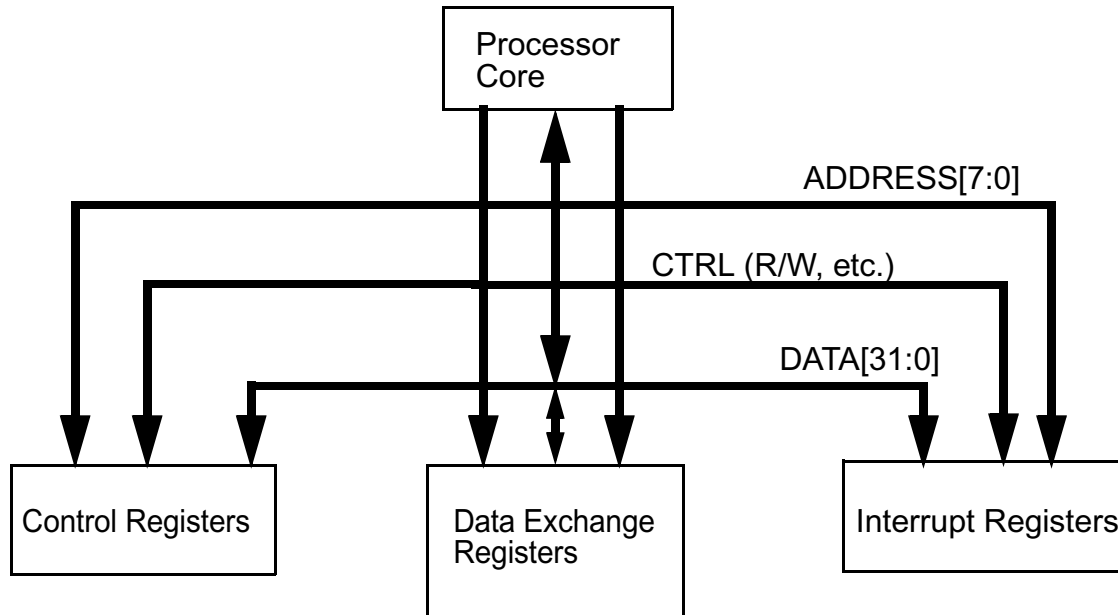 Processor
Core
ADDRESS[7:0]
CTRL (R/W, etc.)
DATA[31:0]
Control Registers
Data Exchange
Registers
Interrupt Registers